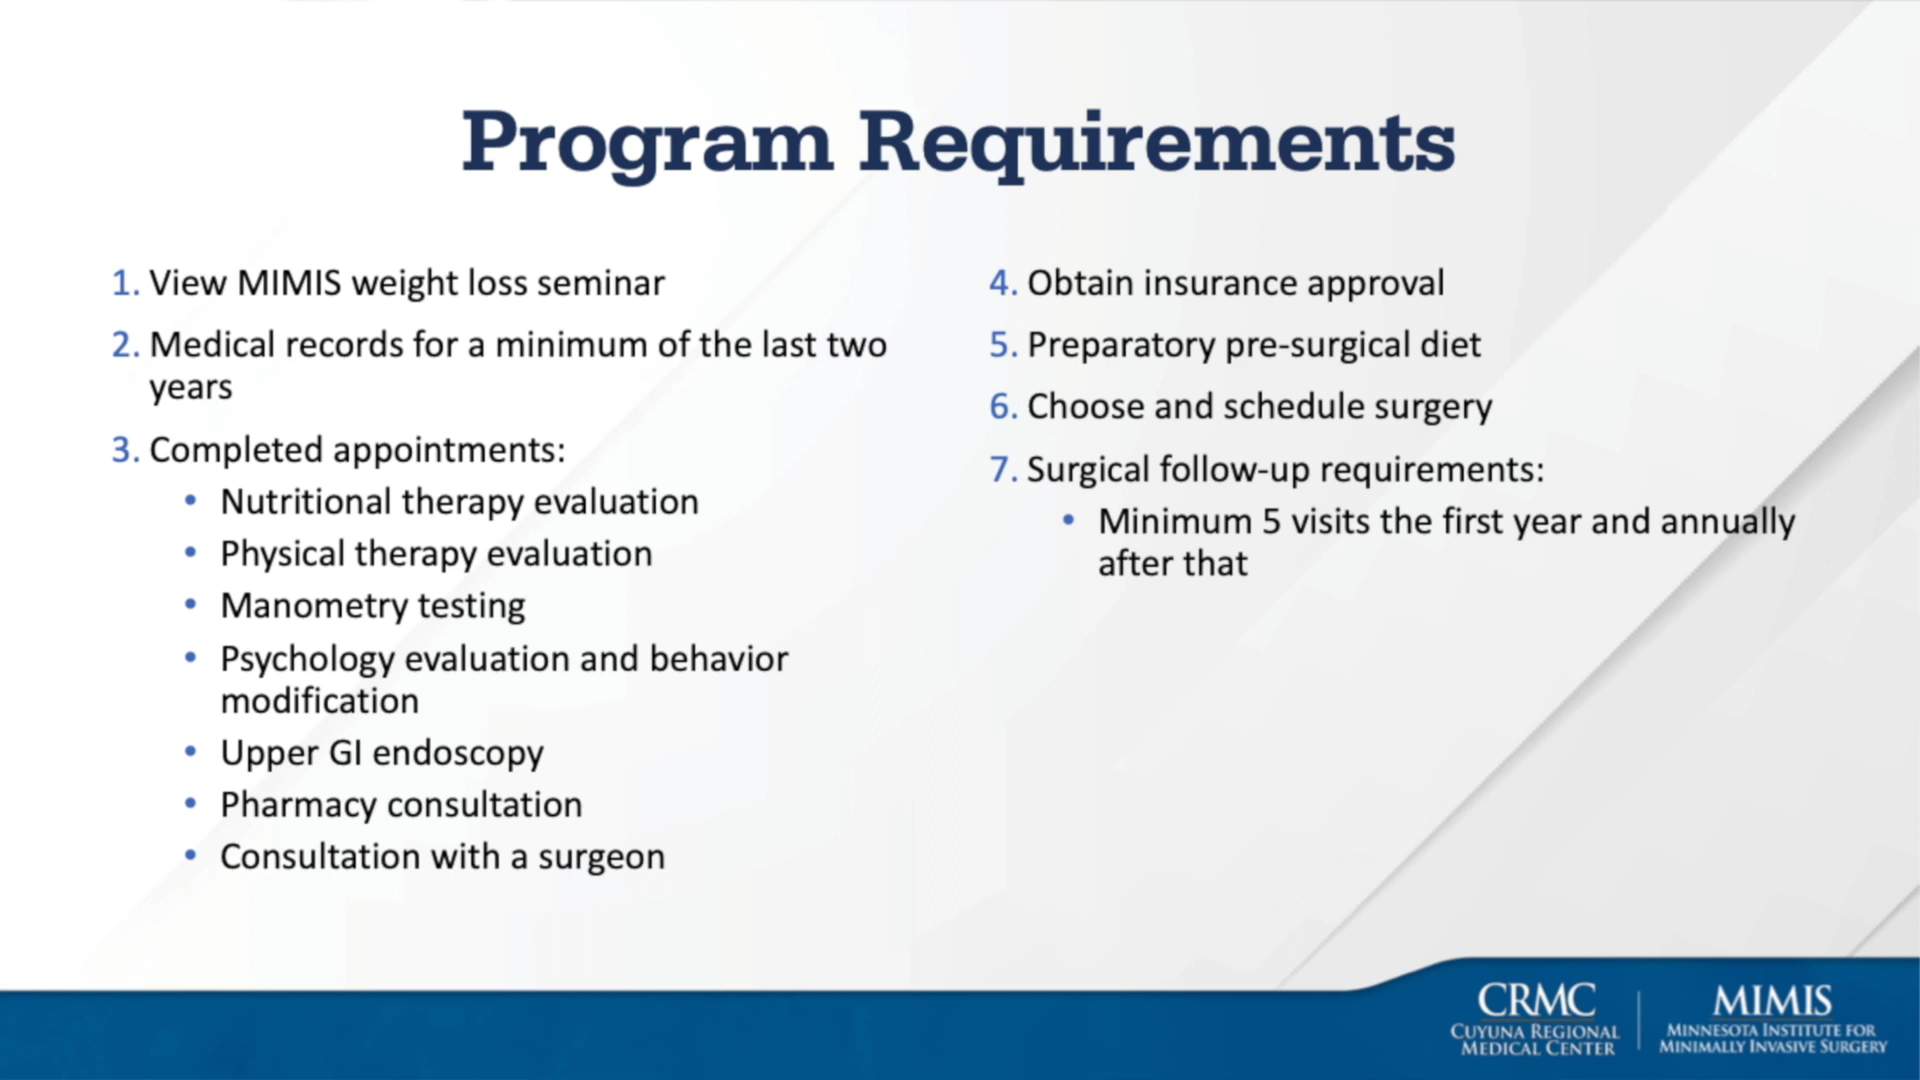 Program Requirements
1. View MIMIS weight loss seminar
2. Medical records for a minimum of the last two
years
3. Completed appointments:
• Nutritional therapy evaluation
• Physical therapy evaluation
• Manometry testing
• Psychology evaluation and behavior
modification
• Upper GI endoscopy
• Pharmacy consultation
• Consultation with a surgeon
4. Obtain insurance approval
5. Preparatory pre-surgical diet
6. Choose and schedule surgery
7. Surgical follow-up requirements:
• Minimum 5 visits the first year and annually
after that
CRMC
CUYUNA REGIONAL
MEDICAL CENTER
MIMIS
MINNESOTA INSTITUTE FOR
MINIMALLY INVASIVE SURGERY